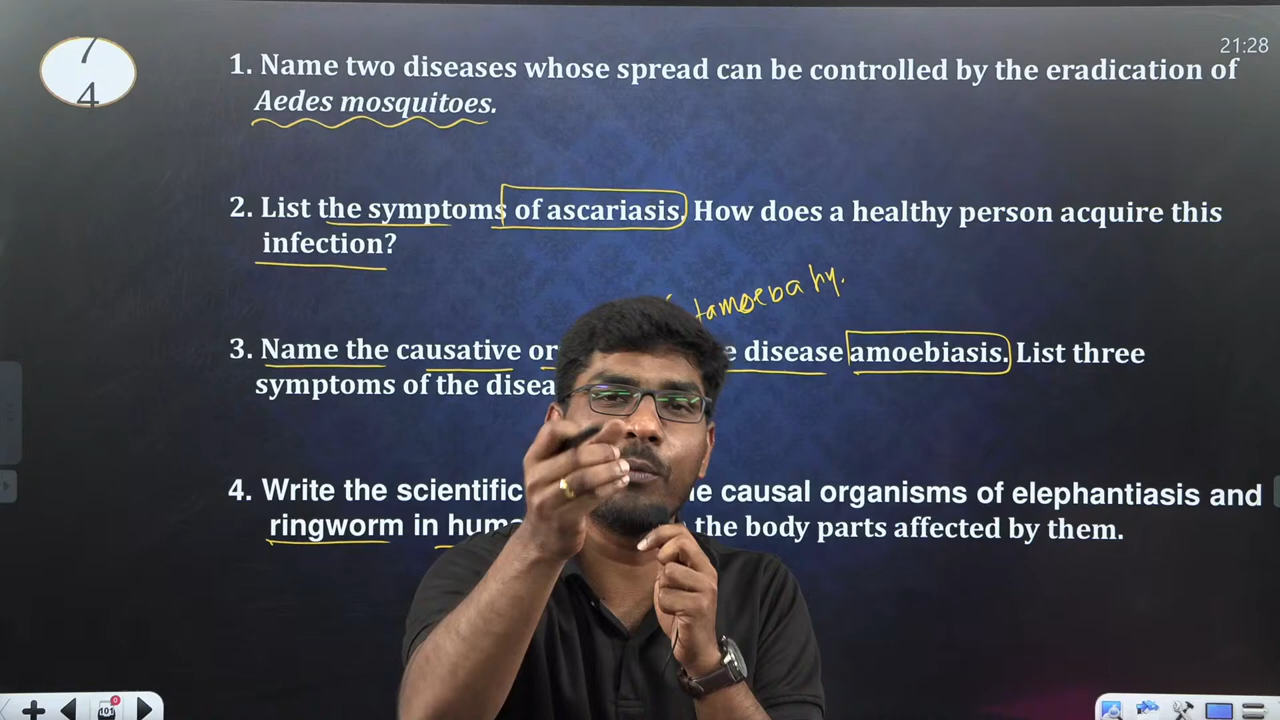 7
4
21:28
1. Name two diseases whose spread can be controlled by the eradication of
Aedes mosquitoes.
2. List the symptoms of ascariasis. How does a healthy person acquire this
infection?
tamoeba hy.
3. Name the causative or e disease amoebiasis. List three
symptoms of the disea
4. Write the scientific e causal organisms of elephantiasis and
ringworm in huma the body parts affected by them.
101
0